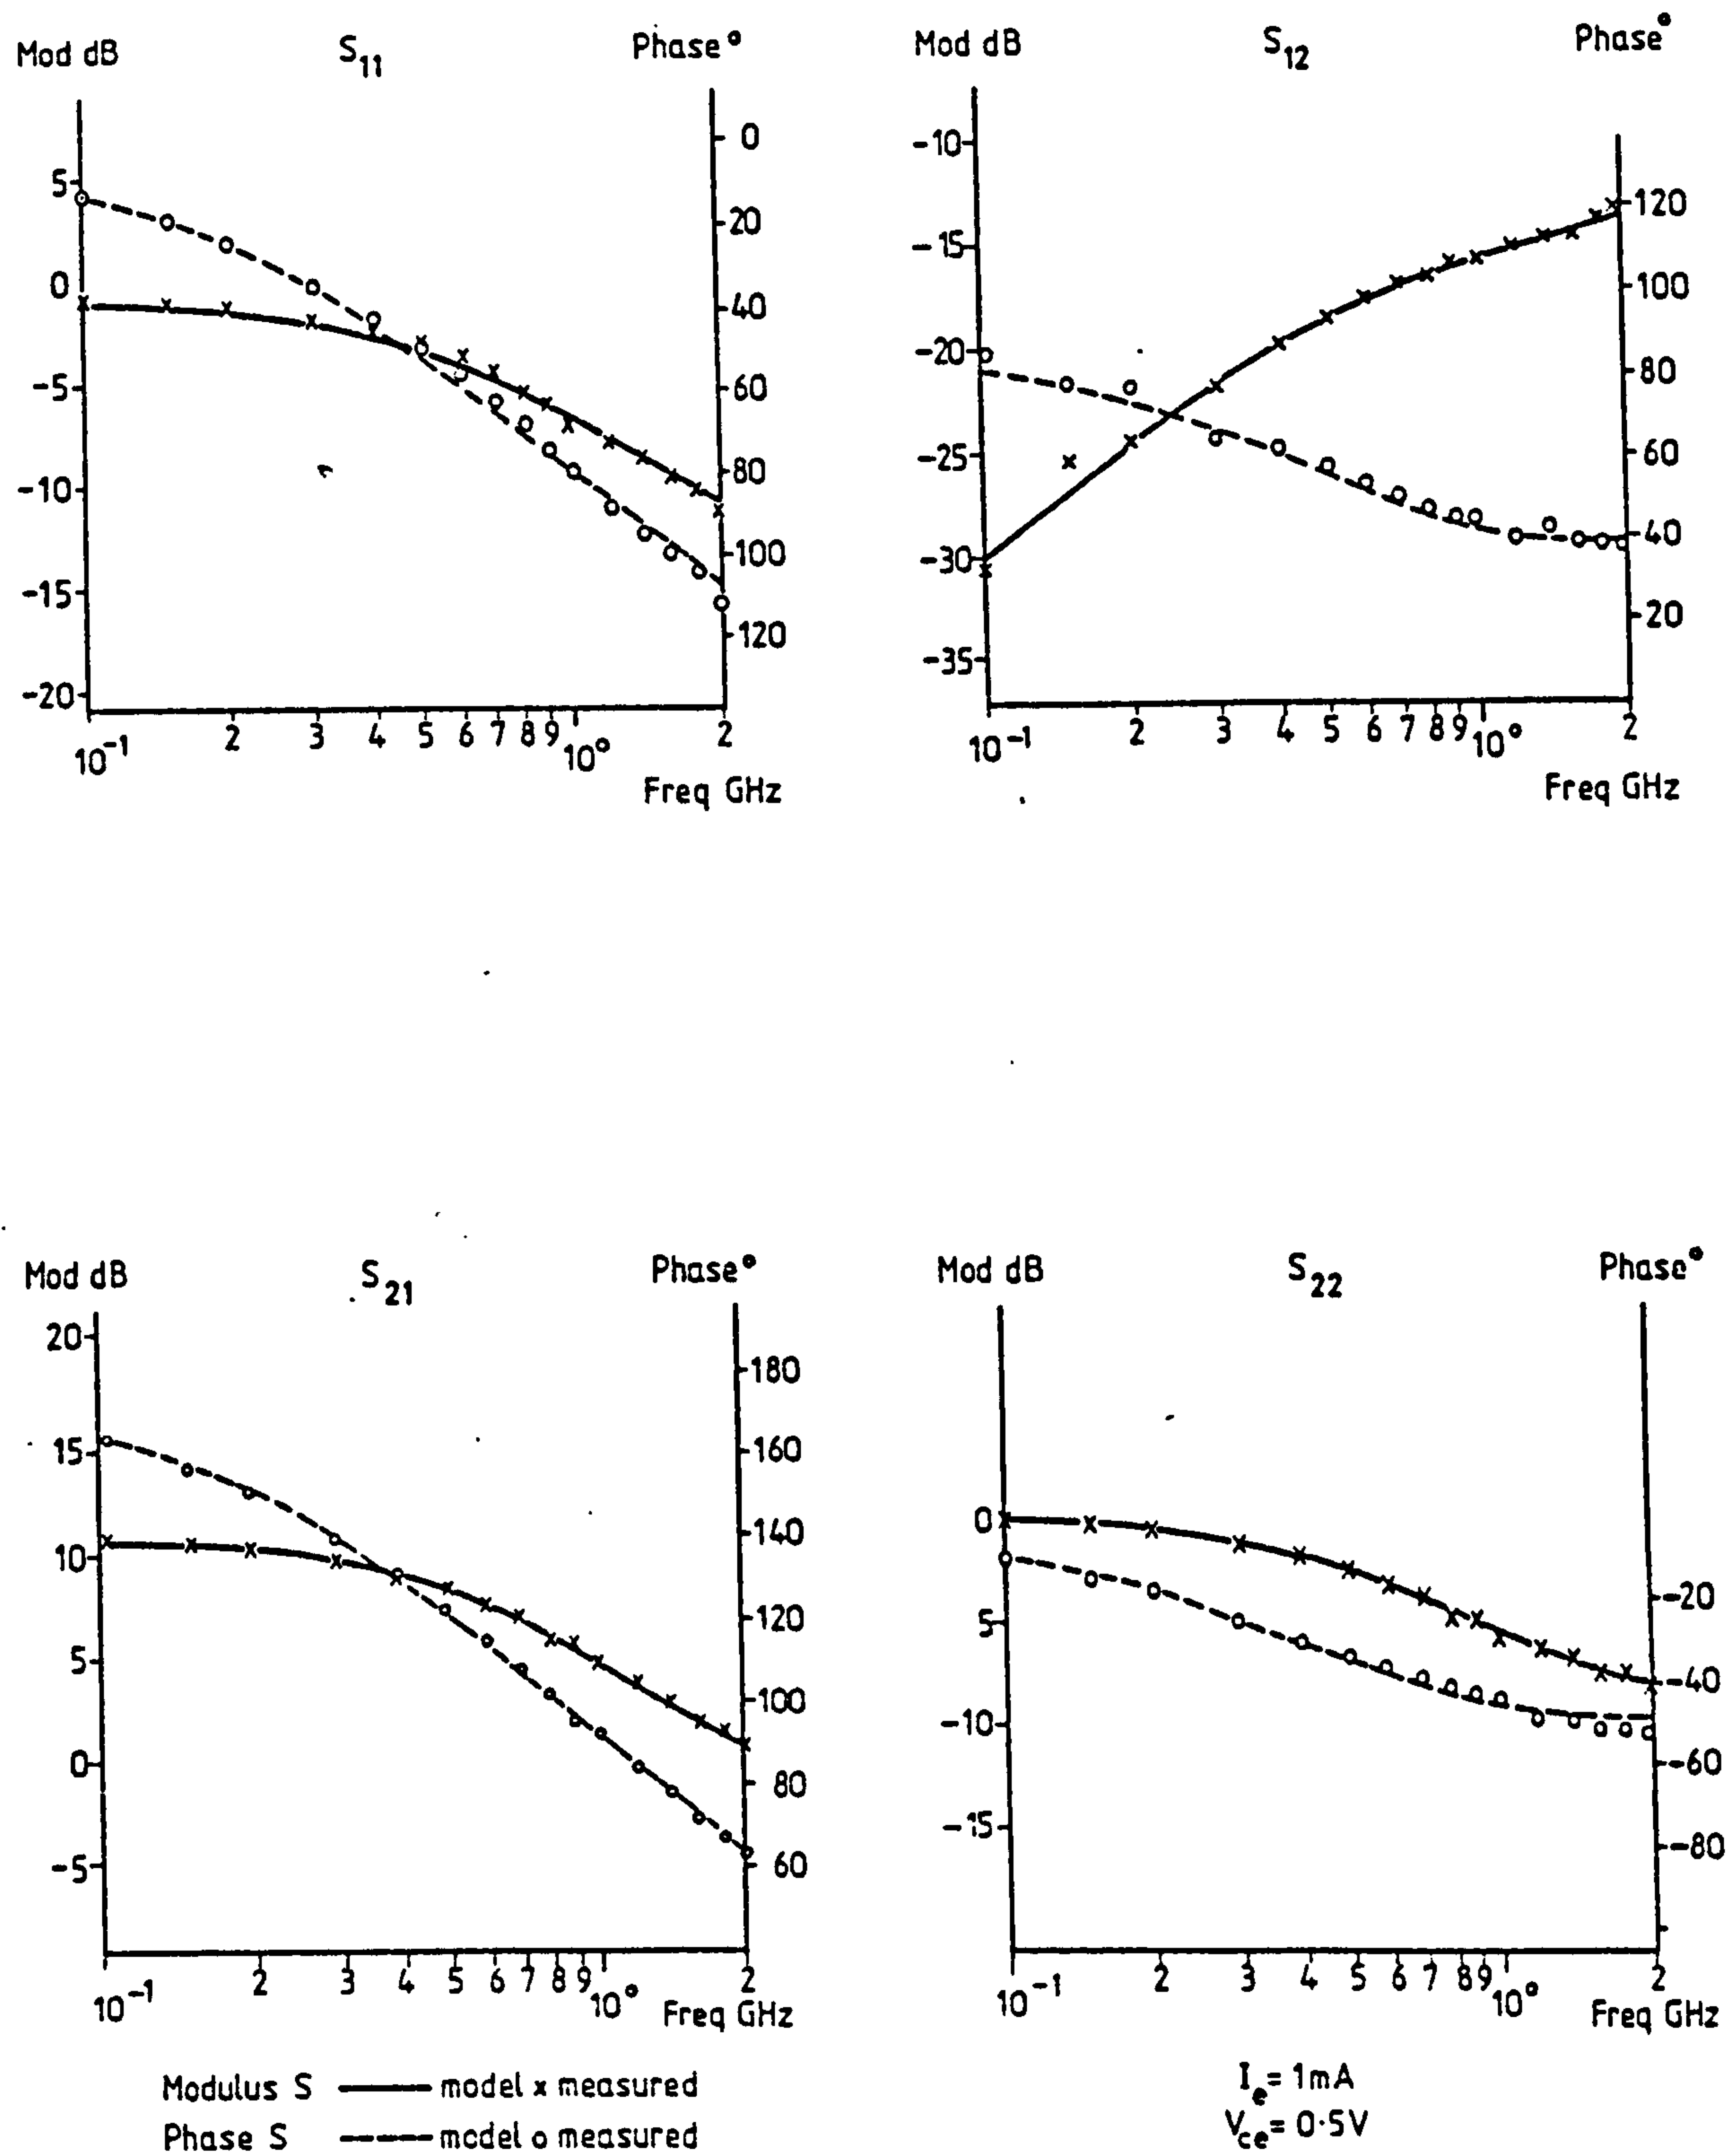 Mod dB S11 Phase°
5
0
-5
-10
-15
-20
0
20
40
60
80
100
120
10⁻¹ 2 3 4 5 6 7 8 9 10⁰ 2
Freq GHz
Mod dB S12 Phase°
-10
-15
-20
-25
-30
-35
120
100
80
60
40
20
10⁻¹ 2 3 4 5 6 7 8 9 10⁰ 2
Freq GHz
Mod dB S21 Phase°
20
15
10
5
0
-5
180
160
140
120
100
80
60
10⁻¹ 2 3 4 5 6 7 8 9 10⁰ 2
Freq GHz
Mod dB S22 Phase°
0
5
-10
-15
-20
-40
-60
-80
10⁻¹ 2 3 4 5 6 7 8 9 10⁰ 2
Freq GHz
Modulus S model x measured
Phase S model o measured
Ie = 1mA
Vce = 0·5V